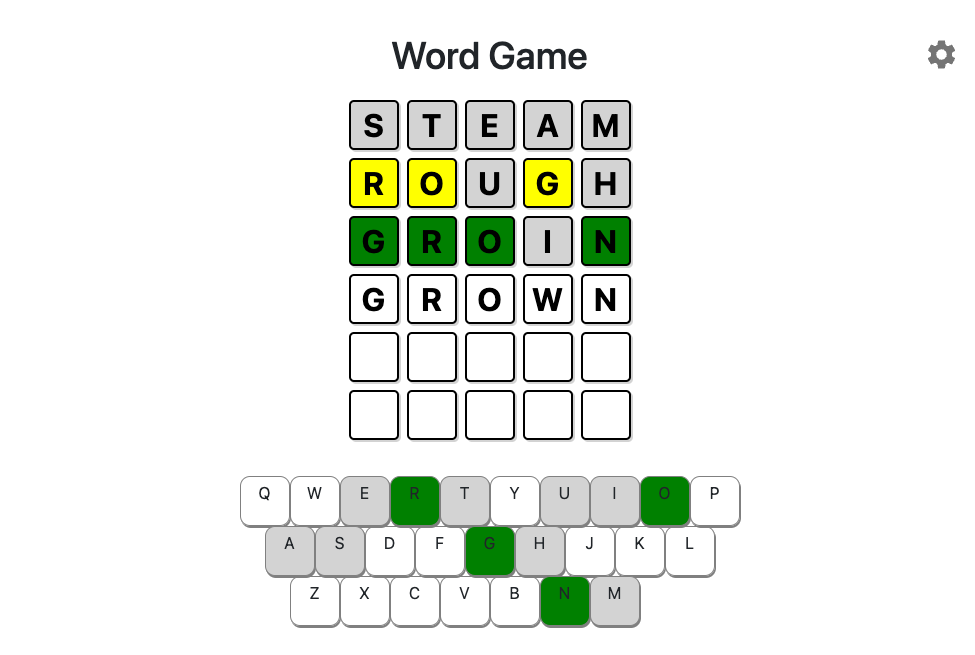 Word Game
S T E A M
R O U G H
G R O I N
G R O W N
Q W E R T Y U I O P
A S D F G H J K L
Z X C V B N M